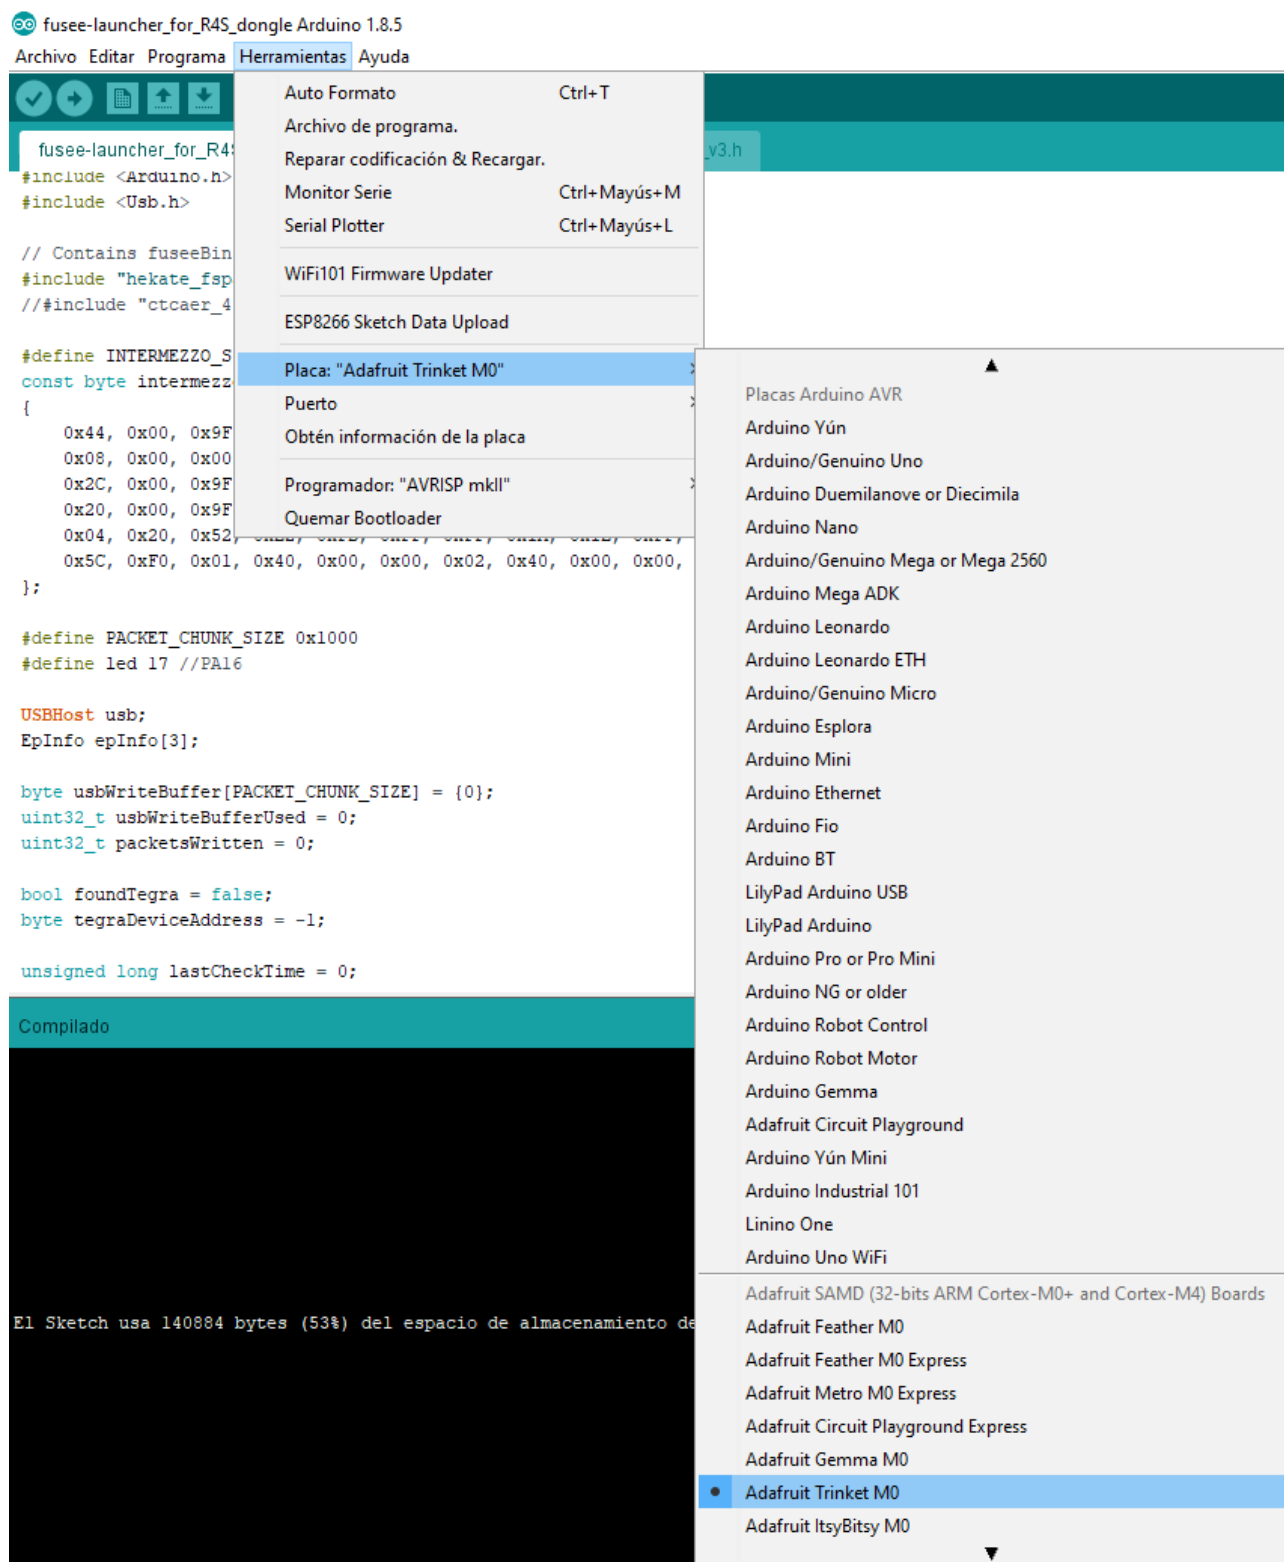 fusee-launcher_for_R4S_dongle Arduino 1.8.5
Archivo Editar Programa Herramientas Ayuda
Auto Formato Ctrl+T
Archivo de programa.
Reparar codificación & Recargar.
Monitor Serie Ctrl+Mayús+M
Serial Plotter Ctrl+Mayús+L
WiFi101 Firmware Updater
ESP8266 Sketch Data Upload
Placa: "Adafruit Trinket M0"
Puerto
Obtén información de la placa
Programador: "AVRISP mkII"
Quemar Bootloader
fusee-launcher_for_R4S
_v3.h
#include <Arduino.h>
#include <Usb.h>
// Contains fuseeBin
#include "hekate_fsp
//#include "ctcaer_4
#define INTERMEZZO_S
const byte intermezz
{
0x44, 0x00, 0x9F
0x08, 0x00, 0x00
0x2C, 0x00, 0x9F
0x20, 0x00, 0x9F
0x04, 0x20, 0x52,
0x5C, 0xF0, 0x01, 0x40, 0x00, 0x00, 0x02, 0x40, 0x00, 0x00,
};
#define PACKET_CHUNK_SIZE 0x1000
#define led 17 //PA16
USBHost usb;
EpInfo epInfo[3];
byte usbWriteBuffer[PACKET_CHUNK_SIZE] = {0};
uint32_t usbWriteBufferUsed = 0;
uint32_t packetsWritten = 0;
bool foundTegra = false;
byte tegraDeviceAddress = -1;
unsigned long lastCheckTime = 0;
Compilado
El Sketch usa 140884 bytes (53%) del espacio de almacenamiento de
Placas Arduino AVR
Arduino Yún
Arduino/Genuino Uno
Arduino Duemilanove or Diecimila
Arduino Nano
Arduino/Genuino Mega or Mega 2560
Arduino Mega ADK
Arduino Leonardo
Arduino Leonardo ETH
Arduino/Genuino Micro
Arduino Esplora
Arduino Mini
Arduino Ethernet
Arduino Fio
Arduino BT
LilyPad Arduino USB
LilyPad Arduino
Arduino Pro or Pro Mini
Arduino NG or older
Arduino Robot Control
Arduino Robot Motor
Arduino Gemma
Adafruit Circuit Playground
Arduino Yún Mini
Arduino Industrial 101
Linino One
Arduino Uno WiFi
Adafruit SAMD (32-bits ARM Cortex-M0+ and Cortex-M4) Boards
Adafruit Feather M0
Adafruit Feather M0 Express
Adafruit Metro M0 Express
Adafruit Circuit Playground Express
Adafruit Gemma M0
Adafruit Trinket M0
Adafruit ItsyBitsy M0